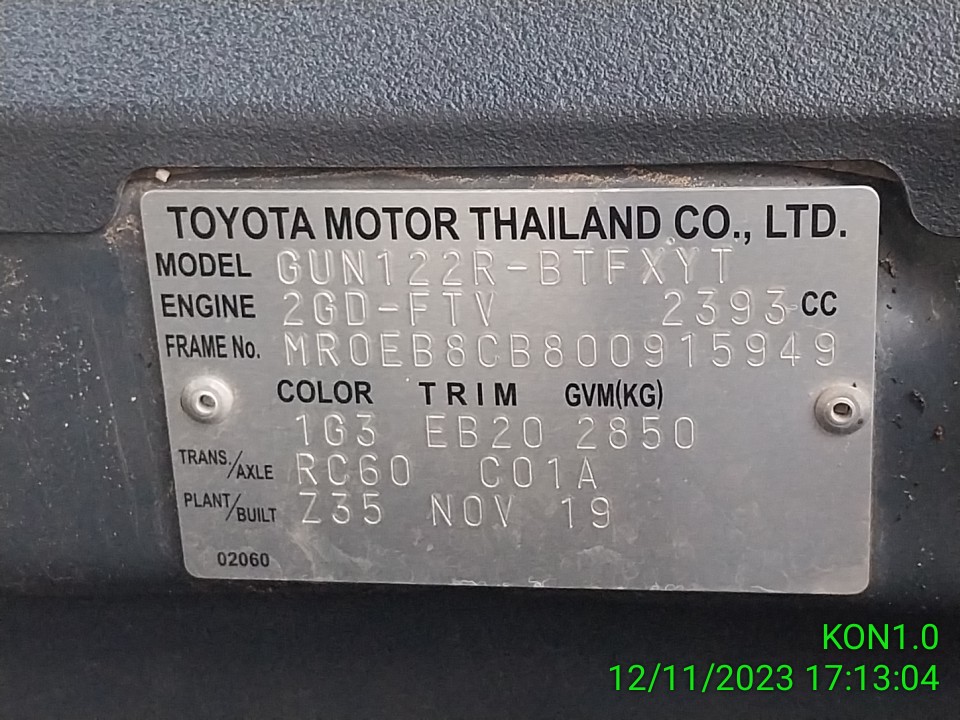 TOYOTA MOTOR THAILAND CO., LTD.
MODEL GUN122R-BTFXYT
ENGINE 2GD-FTV 2393 CC
FRAME No. MR0EB8CB800915949
COLOR TRIM GVM(KG)
1G3 EB20 2850
TRANS./AXLE RC60 C01A
PLANT/BUILT Z35 NOV 19
02060
KON1.0
12/11/2023 17:13:04